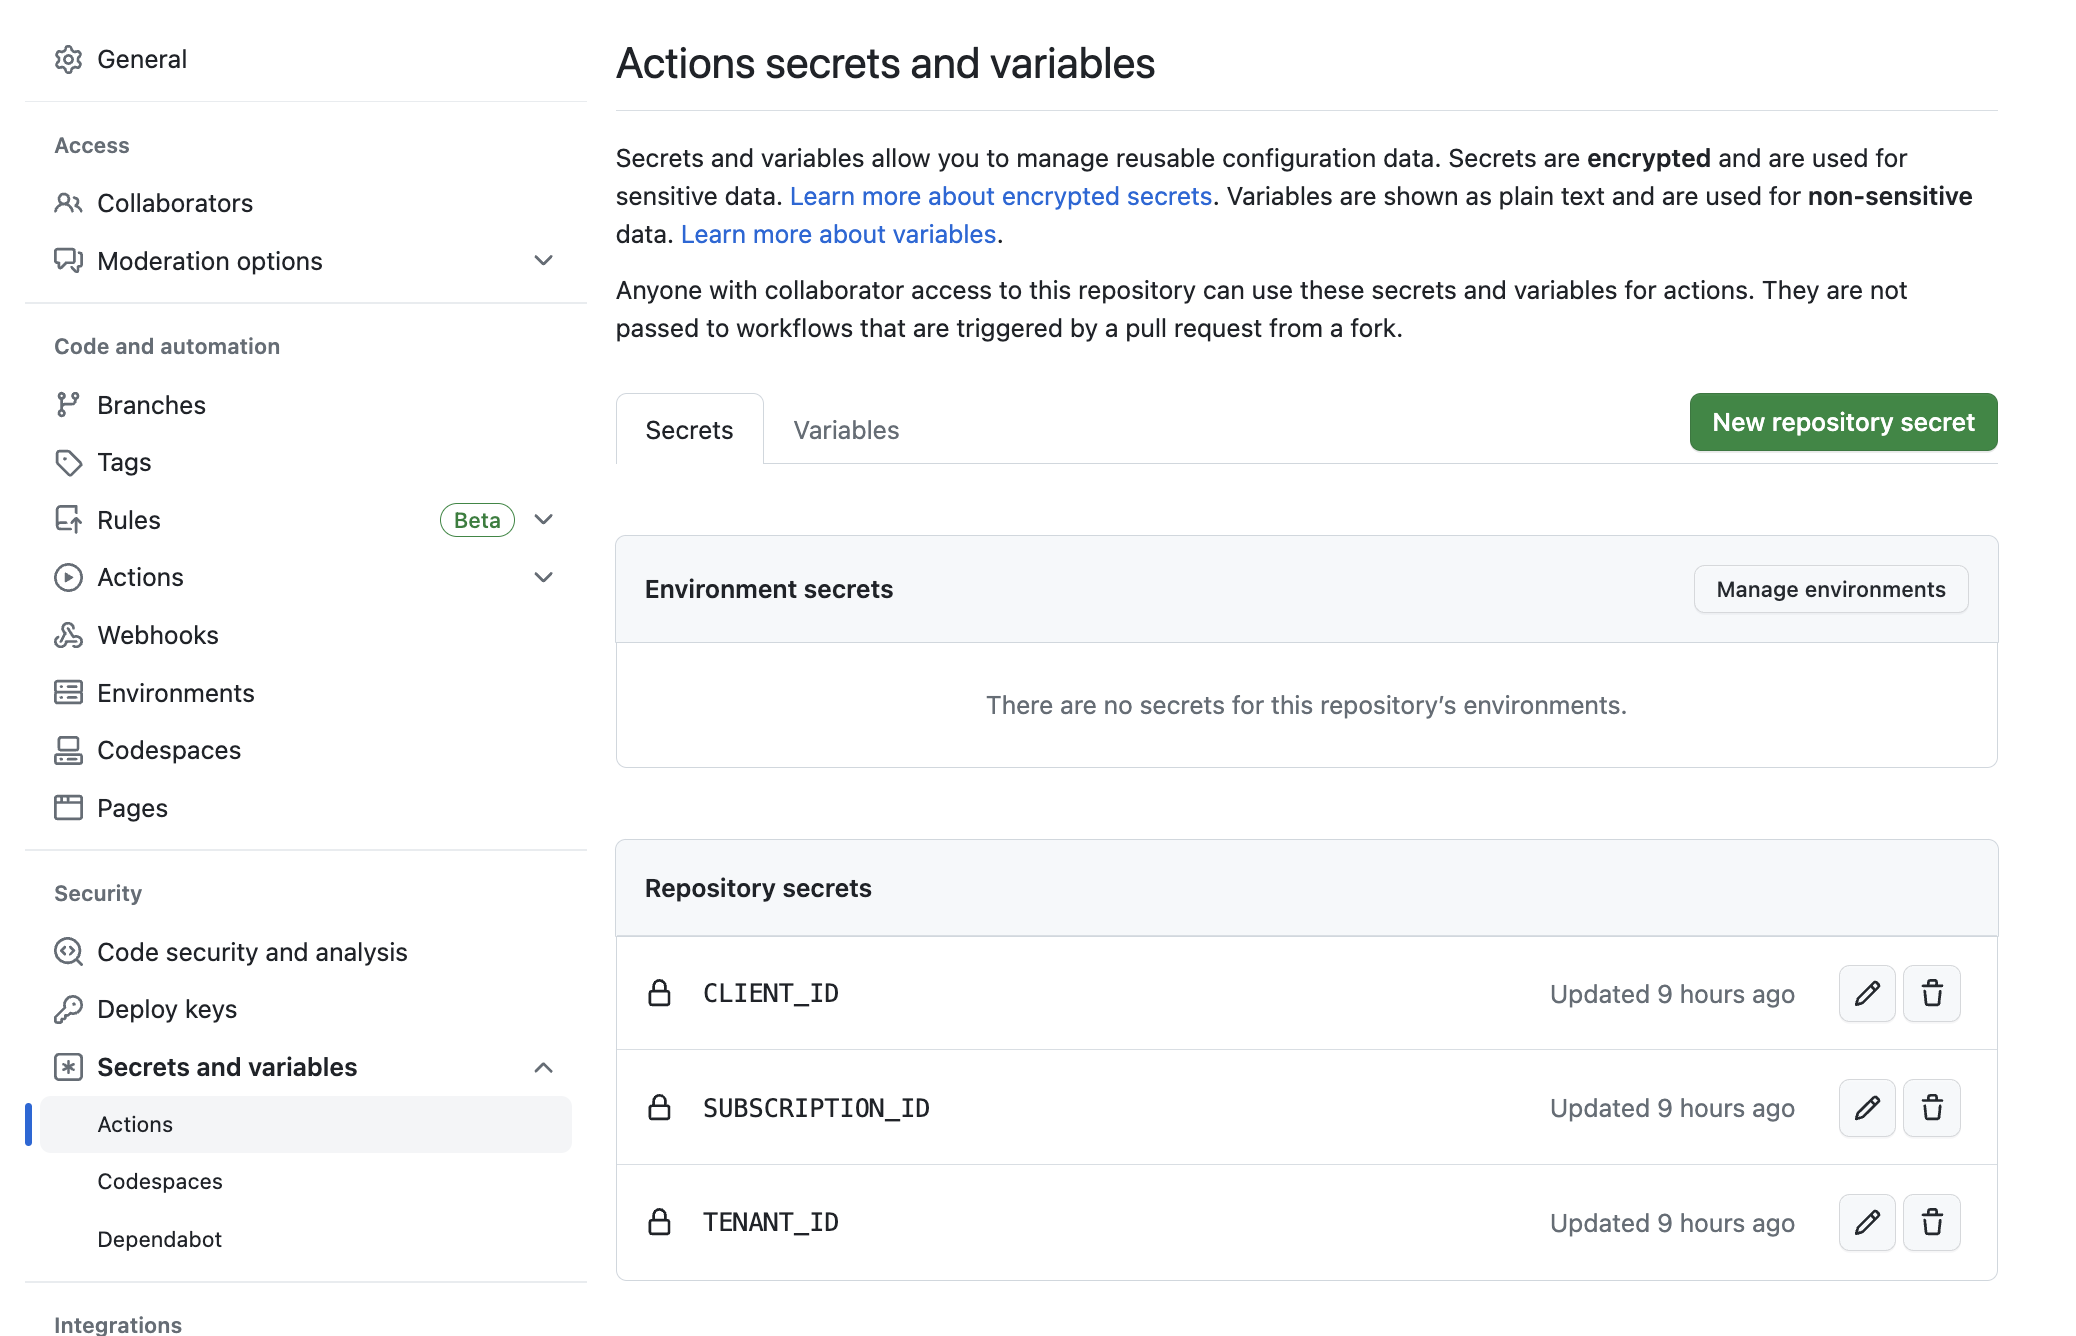 General
Access
Collaborators
Moderation options
Code and automation
Branches
Tags
Rules Beta
Actions
Webhooks
Environments
Codespaces
Pages
Security
Code security and analysis
Deploy keys
Secrets and variables
Actions
Codespaces
Dependabot
Integrations
Actions secrets and variables
Secrets and variables allow you to manage reusable configuration data. Secrets are encrypted and are used for
sensitive data. Learn more about encrypted secrets. Variables are shown as plain text and are used for non-sensitive
data. Learn more about variables.
Anyone with collaborator access to this repository can use these secrets and variables for actions. They are not
passed to workflows that are triggered by a pull request from a fork.
Secrets Variables New repository secret
Environment secrets Manage environments
There are no secrets for this repository’s environments.
Repository secrets
CLIENT_ID Updated 9 hours ago
SUBSCRIPTION_ID Updated 9 hours ago
TENANT_ID Updated 9 hours ago